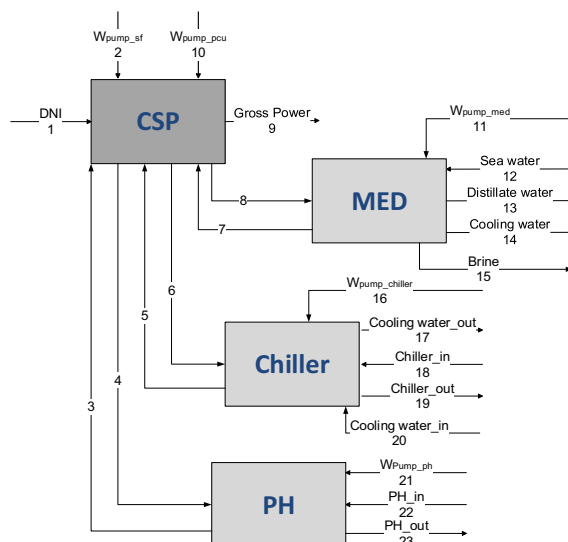 Wpump_sf
2
Wpump_pcu
10
DNI
1
CSP
Gross Power
9
Wpump_med
11
Sea water
12
Distillate water
13
Cooling water
14
Brine
15
MED
8
7
6
5
4
3
Wpump_chiller
16
Cooling water_out
17
Chiller_in
18
Chiller_out
19
Cooling water_in
20
Chiller
WPump_ph
21
PH_in
22
PH_out
23
PH